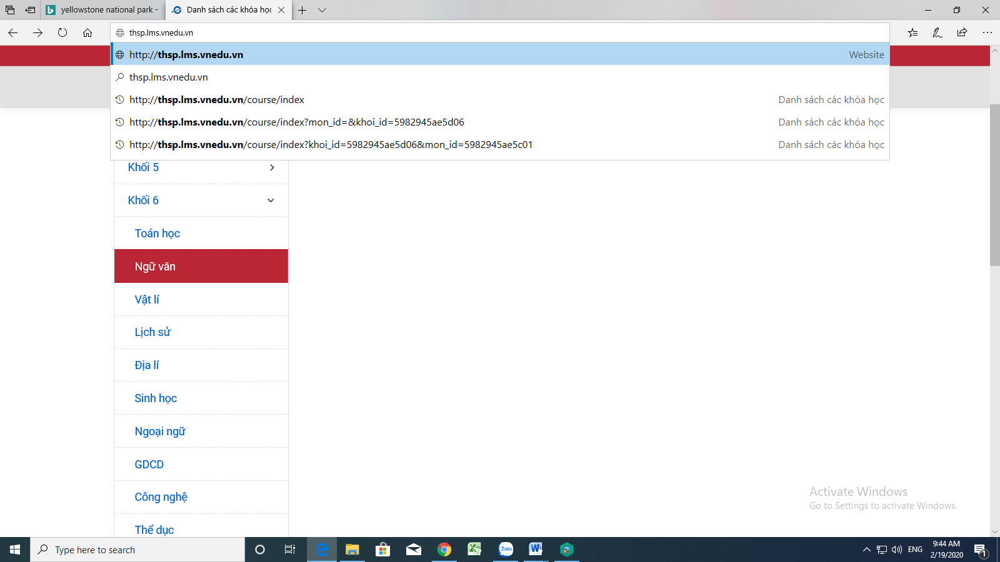 yellowstone national park -
Danh sách các khóa học
thsp.lms.vnedu.vn
http://thsp.lms.vnedu.vn Website
thsp.lms.vnedu.vn
http://thsp.lms.vnedu.vn/course/index Danh sách các khóa học
http://thsp.lms.vnedu.vn/course/index?mon_id=&khoi_id=5982945ae5d06 Danh sách các khóa học
http://thsp.lms.vnedu.vn/course/index?khoi_id=5982945ae5d06&mon_id=5982945ae5c01 Danh sách các khóa học
Khối 5
Khối 6
Toán học
Ngữ văn
Vật lí
Lịch sử
Địa lí
Sinh học
Ngoại ngữ
GDCD
Công nghệ
Thể dục
Activate Windows
Go to Settings to activate Windows.
Type here to search
Zalo
ENG
9:44 AM
2/19/2020
1